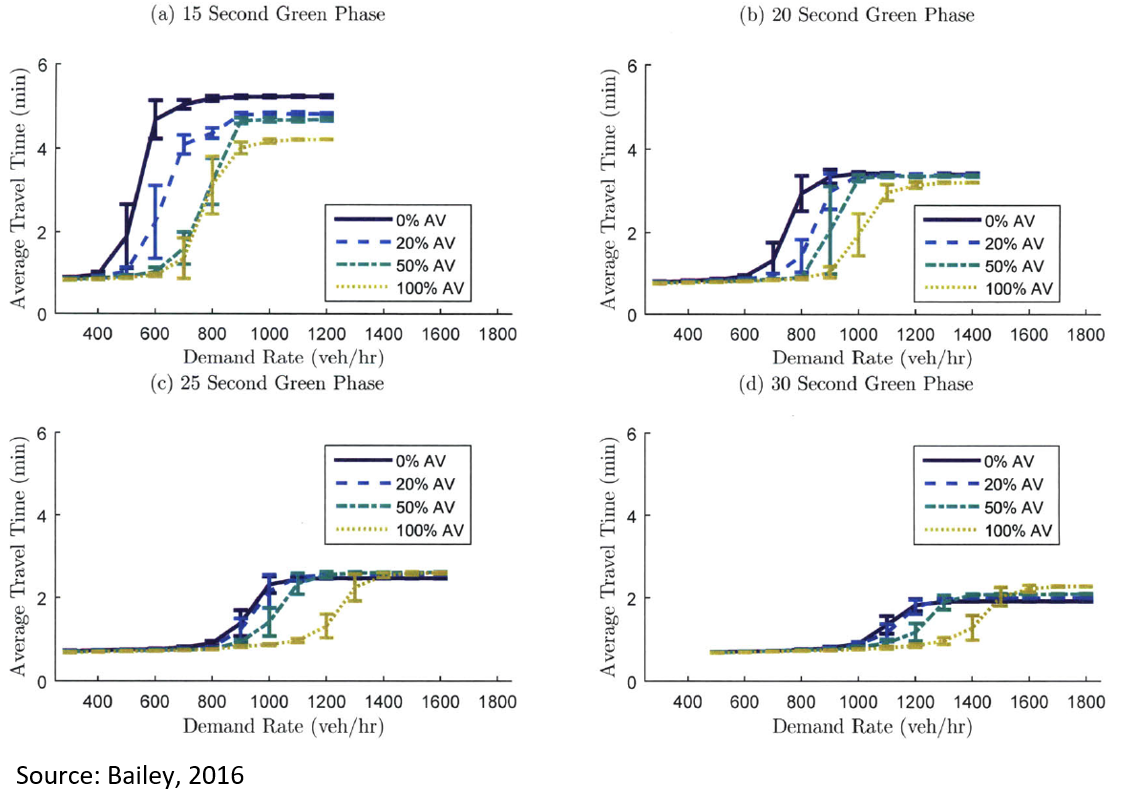 (a) 15 Second Green Phase
Average Travel Time (min)
6
4
2
0
400 600 800 1000 1200 1400 1600 1800
Demand Rate (veh/hr)
0% AV
20% AV
50% AV
100% AV
(b) 20 Second Green Phase
Average Travel Time (min)
6
4
2
0
400 600 800 1000 1200 1400 1600 1800
Demand Rate (veh/hr)
0% AV
20% AV
50% AV
100% AV
(c) 25 Second Green Phase
Average Travel Time (min)
6
4
2
0
400 600 800 1000 1200 1400 1600 1800
Demand Rate (veh/hr)
0% AV
20% AV
50% AV
100% AV
(d) 30 Second Green Phase
Average Travel Time (min)
6
4
2
0
400 600 800 1000 1200 1400 1600 1800
Demand Rate (veh/hr)
0% AV
20% AV
50% AV
100% AV
Source: Bailey, 2016